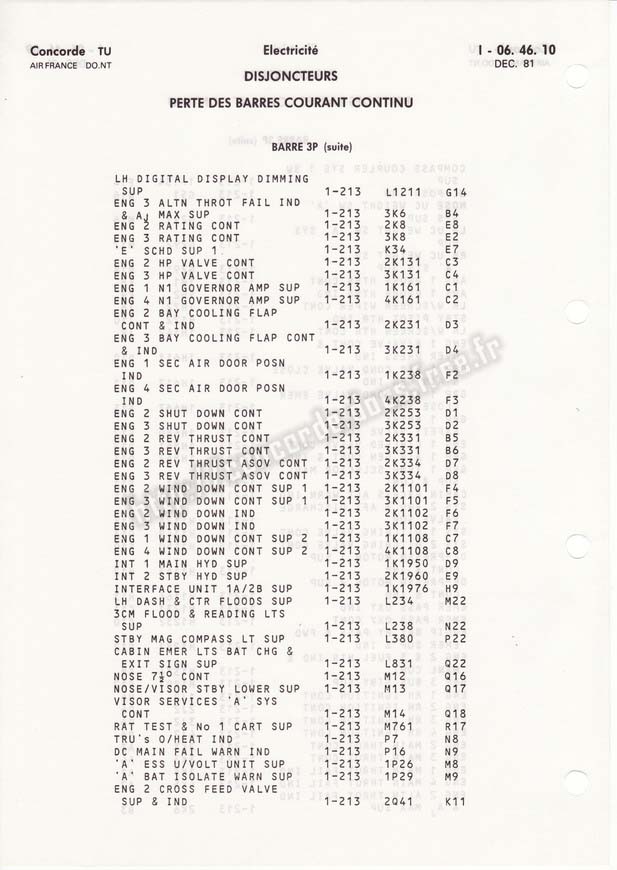 Concorde TU
AIR FRANCE DO.NT
Electricité
I - 06. 46. 10
DEC. 81
DISJONCTEURS
PERTE DES BARRES COURANT CONTINU
BARRE 3P (suite)
LH DIGITAL DISPLAY DIMMING
SUP 1-213 L1211 G14
ENG 3 ALTN THROT FAIL IND
& Aj MAX SUP 1-213 3K6 B4
ENG 2 RATING CONT 1-213 2K8 E8
ENG 3 RATING CONT 1-213 3K8 E2
'E' SCHD SUP 1 1-213 K34 E7
ENG 2 HP VALVE CONT 1-213 2K131 C3
ENG 3 HP VALVE CONT 1-213 3K131 C4
ENG 1 N1 GOVERNOR AMP SUP 1-213 1K161 C1
ENG 4 N1 GOVERNOR AMP SUP 1-213 4K161 C2
ENG 2 BAY COOLING FLAP
CONT & IND 1-213 2K231 D3
ENG 3 BAY COOLING FLAP CONT
& IND 1-213 3K231 D4
ENG 1 SEC AIR DOOR POSN
IND 1-213 1K238 F2
ENG 4 SEC AIR DOOR POSN
IND 1-213 4K238 F3
ENG 2 SHUT DOWN CONT 1-213 2K253 D1
ENG 3 SHUT DOWN CONT 1-213 3K253 D2
ENG 2 REV THRUST CONT 1-213 2K331 B5
ENG 3 REV THRUST CONT 1-213 3K331 B6
ENG 2 REV THRUST ASOV CONT 1-213 2K334 D7
ENG 3 REV THRUST ASOV CONT 1-213 3K334 D8
ENG 2 WIND DOWN CONT SUP 1 1-213 2K1101 F4
ENG 3 WIND DOWN CONT SUP 1 1-213 3K1101 F5
ENG 2 WIND DOWN IND 1-213 2K1102 F6
ENG 3 WIND DOWN IND 1-213 3K1102 F7
ENG 1 WIND DOWN CONT SUP 2 1-213 1K1108 C7
ENG 4 WIND DOWN CONT SUP 2 1-213 4K1108 C8
INT 1 MAIN HYD SUP 1-213 1K1950 D9
INT 2 STBY HYD SUP 1-213 2K1960 E9
INTERFACE UNIT 1A/2B SUP 1-213 1K1976 H9
LH DASH & CTR FLOODS SUP 1-213 L234 M22
3CM FLOOD & READING LTS
SUP 1-213 L238 N22
STBY MAG COMPASS LT SUP 1-213 L380 P22
CABIN EMER LTS BAT CHG &
EXIT SIGN SUP 1-213 L831 Q22
NOSE 7½° CONT 1-213 M12 Q16
NOSE/VISOR STBY LOWER SUP 1-213 M13 Q17
VISOR SERVICES 'A' SYS
CONT 1-213 M14 Q18
RAT TEST & No 1 CART SUP 1-213 M761 R17
TRU's O/HEAT IND 1-213 P7 N8
DC MAIN FAIL WARN IND 1-213 P16 N9
'A' ESS U/VOLT UNIT SUP 1-213 1P26 M8
'A' BAT ISOLATE WARN SUP 1-213 1P29 M9
ENG 2 CROSS FEED VALVE
SUP & IND 1-213 2Q41 K11